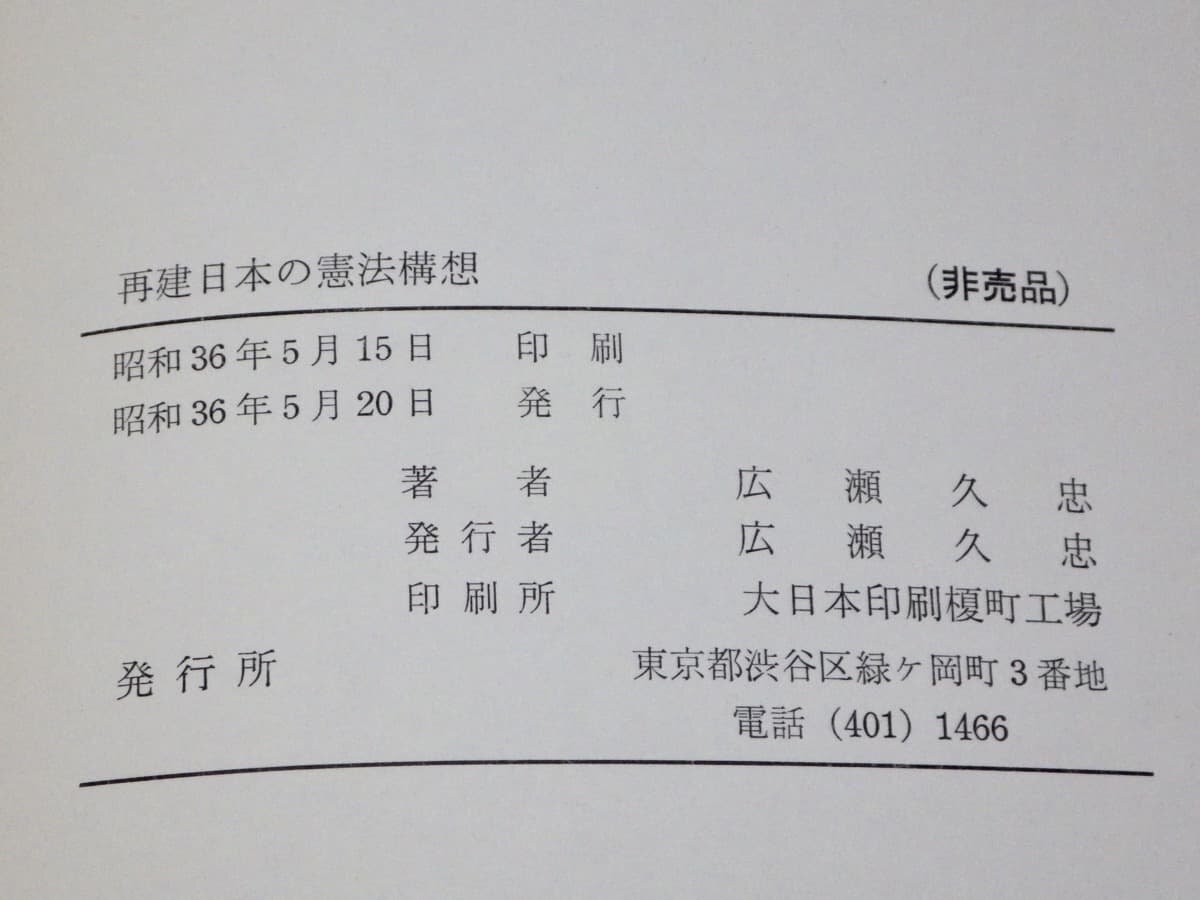 再建日本の憲法構想 （非売品）
昭和36年5月15日 印刷
昭和36年5月20日 発行
著者 広瀬久忠
発行者 広瀬久忠
印刷所 大日本印刷榎町工場
発行所 東京都渋谷区緑ヶ岡町3番地
電話（401）1466